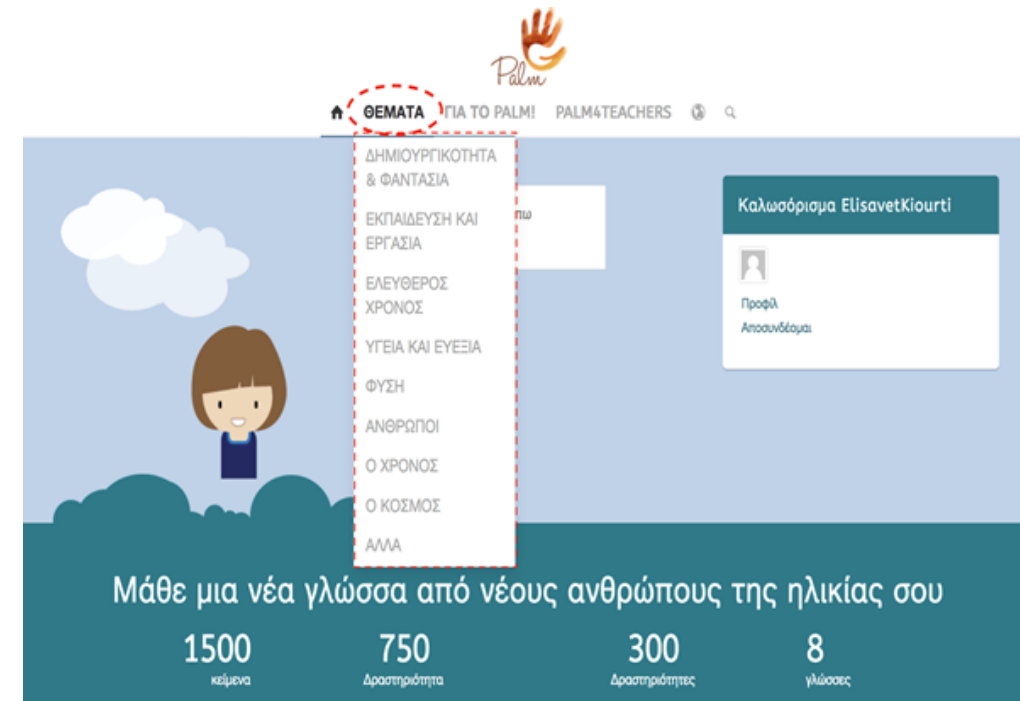 Palm
ΘΕΜΑΤΑ ΓΙΑ ΤΟ PALM! PALM4TEACHERS
ΔΗΜΙΟΥΡΓΙΚΟΤΗΤΑ
& ΦΑΝΤΑΣΙΑ
ΕΚΠΑΙΔΕΥΣΗ ΚΑΙ
ΕΡΓΑΣΙΑ
ΕΛΕΥΘΕΡΟΣ
ΧΡΟΝΟΣ
ΥΓΕΙΑ ΚΑΙ ΕΥΕΞΙΑ
ΦΥΣΗ
ΑΝΘΡΩΠΟΙ
Ο ΧΡΟΝΟΣ
Ο ΚΟΣΜΟΣ
ΑΛΛΑ
Καλωσόρισμα ElisavetKiourti
Προφίλ
Αποσυνδέομαι
Μάθε μια νέα γλώσσα από νέους ανθρώπους της ηλικίας σου
1500 750 300 8
κείμενα Δραστηριότητα Δραστηριότητες γλώσσες